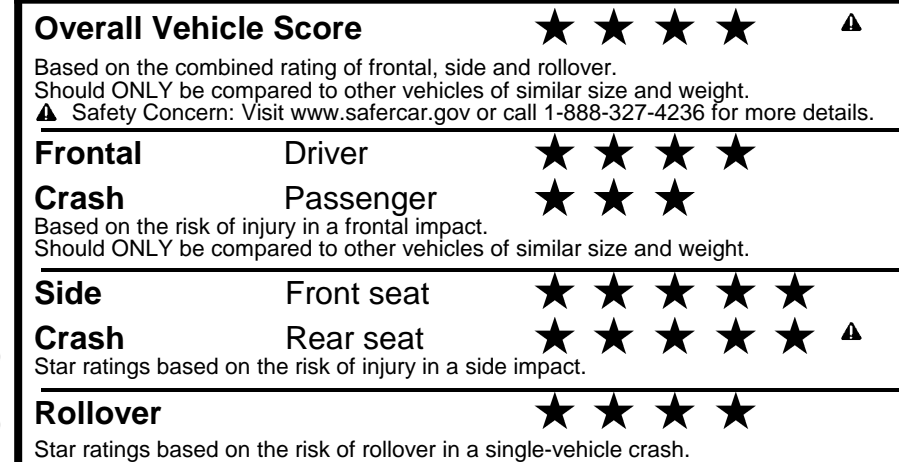 Overall Vehicle Score ★ ★ ★ ★ ⚠
Based on the combined rating of frontal, side and rollover.
Should ONLY be compared to other vehicles of similar size and weight.
⚠ Safety Concern: Visit www.safercar.gov or call 1-888-327-4236 for more details.
Frontal Driver ★ ★ ★ ★
Crash Passenger ★ ★ ★
Based on the risk of injury in a frontal impact.
Should ONLY be compared to other vehicles of similar size and weight.
Side Front seat ★ ★ ★ ★ ★
Crash Rear seat ★ ★ ★ ★ ★ ⚠
Star ratings based on the risk of injury in a side impact.
Rollover ★ ★ ★ ★
Star ratings based on the risk of rollover in a single-vehicle crash.